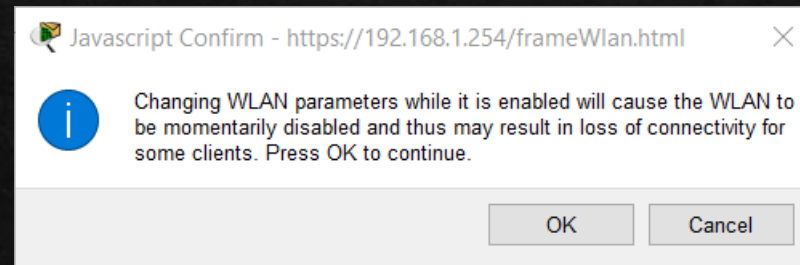 Javascript Confirm - https://192.168.1.254/frameWlan.html
Changing WLAN parameters while it is enabled will cause the WLAN to
be momentarily disabled and thus may result in loss of connectivity for
some clients. Press OK to continue.
OK
Cancel